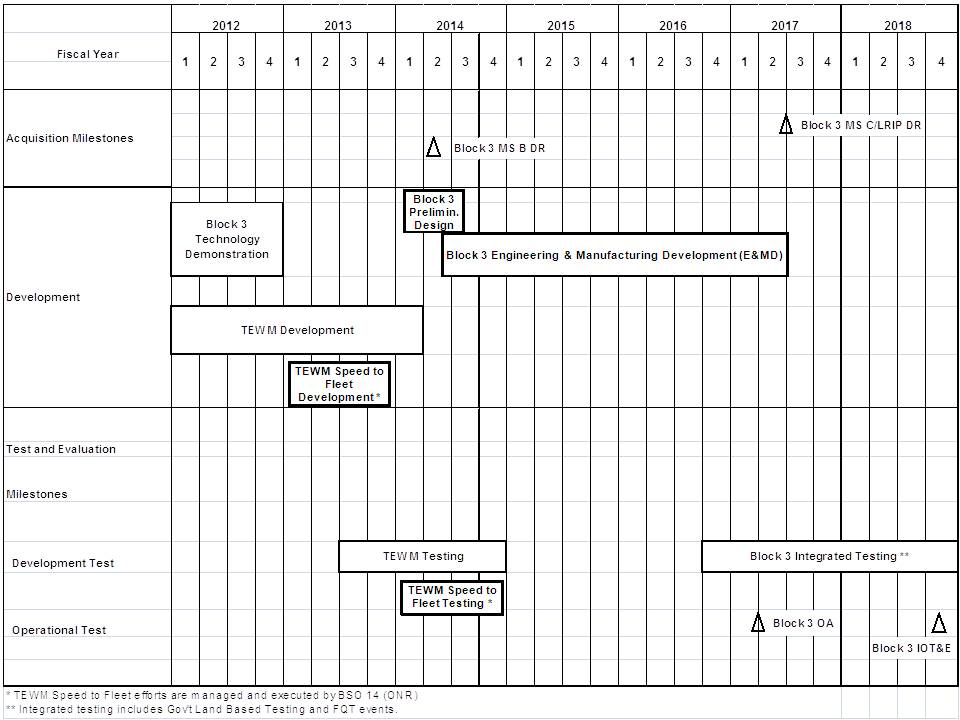 2012 2013 2014 2015 2016 2017 2018
Fiscal Year
1 2 3 4 1 2 3 4 1 2 3 4 1 2 3 4 1 2 3 4 1 2 3 4 1 2 3 4
Acquisition Milestones
Block 3 MS C/LRIP DR
Block 3 MS B DR
Development
Block 3
Technology
Demonstration
Block 3
Prelimin.
Design
Block 3 Engineering & Manufacturing Development (E&MD)
TEWM Development
TEWM Speed to
Fleet
Development *
Test and Evaluation
Milestones
Development Test
TEWM Testing
Block 3 Integrated Testing **
TEWM Speed to
Fleet Testing *
Operational Test
Block 3 OA
Block 3 IOT&E
* TEWM Speed to Fleet efforts are managed and executed by BSO 14 (ONR)
** Integrated testing includes Gov't Land Based Testing and FQT events.